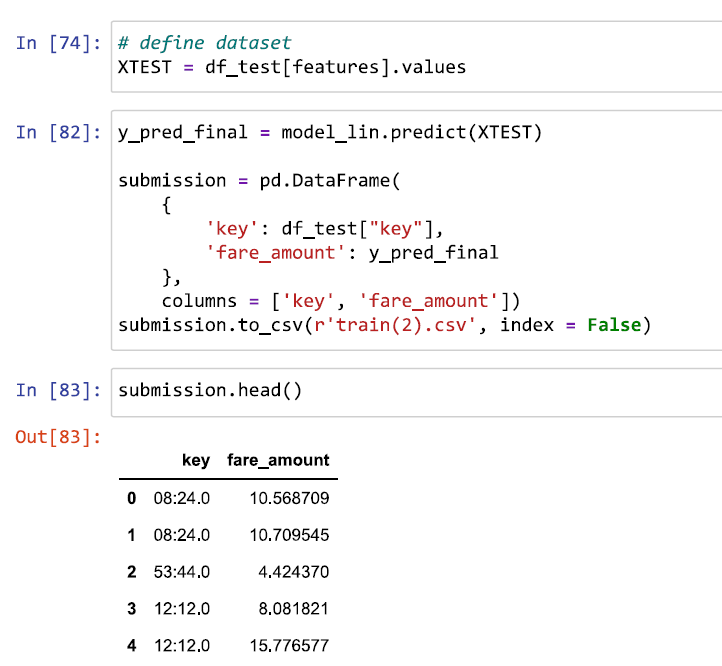 In [74]: # define dataset
XTEST = df_test[features].values
In [82]: y_pred_final = model_lin.predict(XTEST)
submission = pd.DataFrame(
    {
        'key': df_test["key"],
        'fare_amount': y_pred_final
    },
    columns = ['key', 'fare_amount'])
submission.to_csv(r'train(2).csv', index = False)
In [83]: submission.head()
Out[83]:
key fare_amount
0 08:24.0 10.568709
1 08:24.0 10.709545
2 53:44.0 4.424370
3 12:12.0 8.081821
4 12:12.0 15.776577